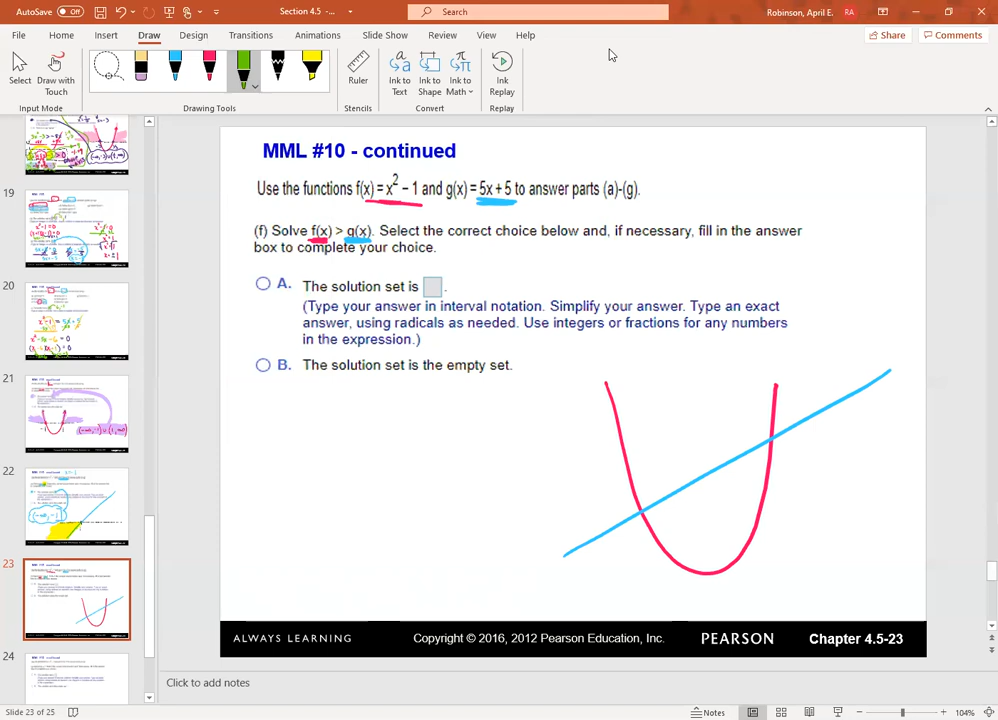 AutoSave Off Section 4.5 -... Search Robinson, April E. RA
File Home Insert Draw Design Transitions Animations Slide Show Review View Help Share Comments
Select Draw with Touch Ruler Ink to Text Ink to Shape Ink to Math Ink Replay
Input Mode Drawing Tools Stencils Convert Replay
MML #10 - continued
Use the functions f(x) = x² − 1 and g(x) = 5x + 5 to answer parts (a)-(g).
(f) Solve f(x) > g(x). Select the correct choice below and, if necessary, fill in the answer
box to complete your choice.
A. The solution set is .
(Type your answer in interval notation. Simplify your answer. Type an exact
answer, using radicals as needed. Use integers or fractions for any numbers
in the expression.)
B. The solution set is the empty set.
ALWAYS LEARNING Copyright © 2016, 2012 Pearson Education, Inc. PEARSON Chapter 4.5-23
19
20
21
22
23
24
Click to add notes
Slide 23 of 25 Notes 104%